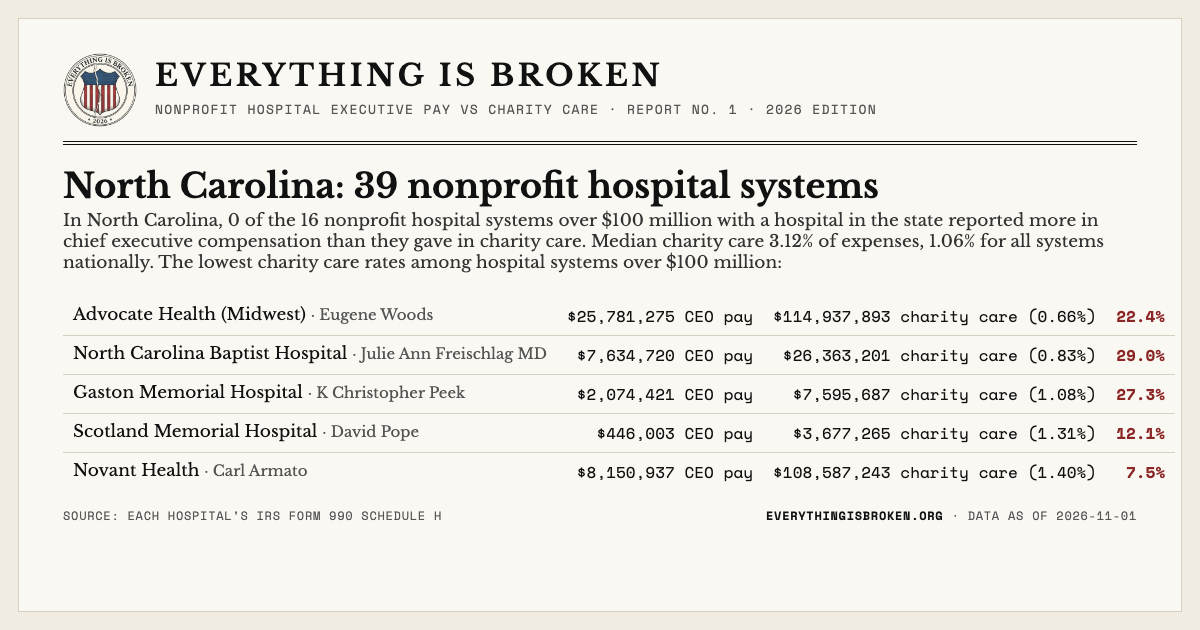 EVERYTHING IS BROKEN
· 2026 ·
EVERYTHING IS BROKEN
NONPROFIT HOSPITAL EXECUTIVE PAY VS CHARITY CARE · REPORT NO. 1 · 2026 EDITION
North Carolina: 39 nonprofit hospital systems
In North Carolina, 0 of the 16 nonprofit hospital systems over $100 million with a hospital in the state reported more in
chief executive compensation than they gave in charity care. Median charity care 3.12% of expenses, 1.06% for all systems
nationally. The lowest charity care rates among hospital systems over $100 million:
Advocate Health (Midwest) · Eugene Woods $25,781,275 CEO pay $114,937,893 charity care (0.66%) 22.4%
North Carolina Baptist Hospital · Julie Ann Freischlag MD $7,634,720 CEO pay $26,363,201 charity care (0.83%) 29.0%
Gaston Memorial Hospital · K Christopher Peek $2,074,421 CEO pay $7,595,687 charity care (1.08%) 27.3%
Scotland Memorial Hospital · David Pope $446,003 CEO pay $3,677,265 charity care (1.31%) 12.1%
Novant Health · Carl Armato $8,150,937 CEO pay $108,587,243 charity care (1.40%) 7.5%
SOURCE: EACH HOSPITAL'S IRS FORM 990 SCHEDULE H EVERYTHINGISBROKEN.ORG · DATA AS OF 2026-11-01